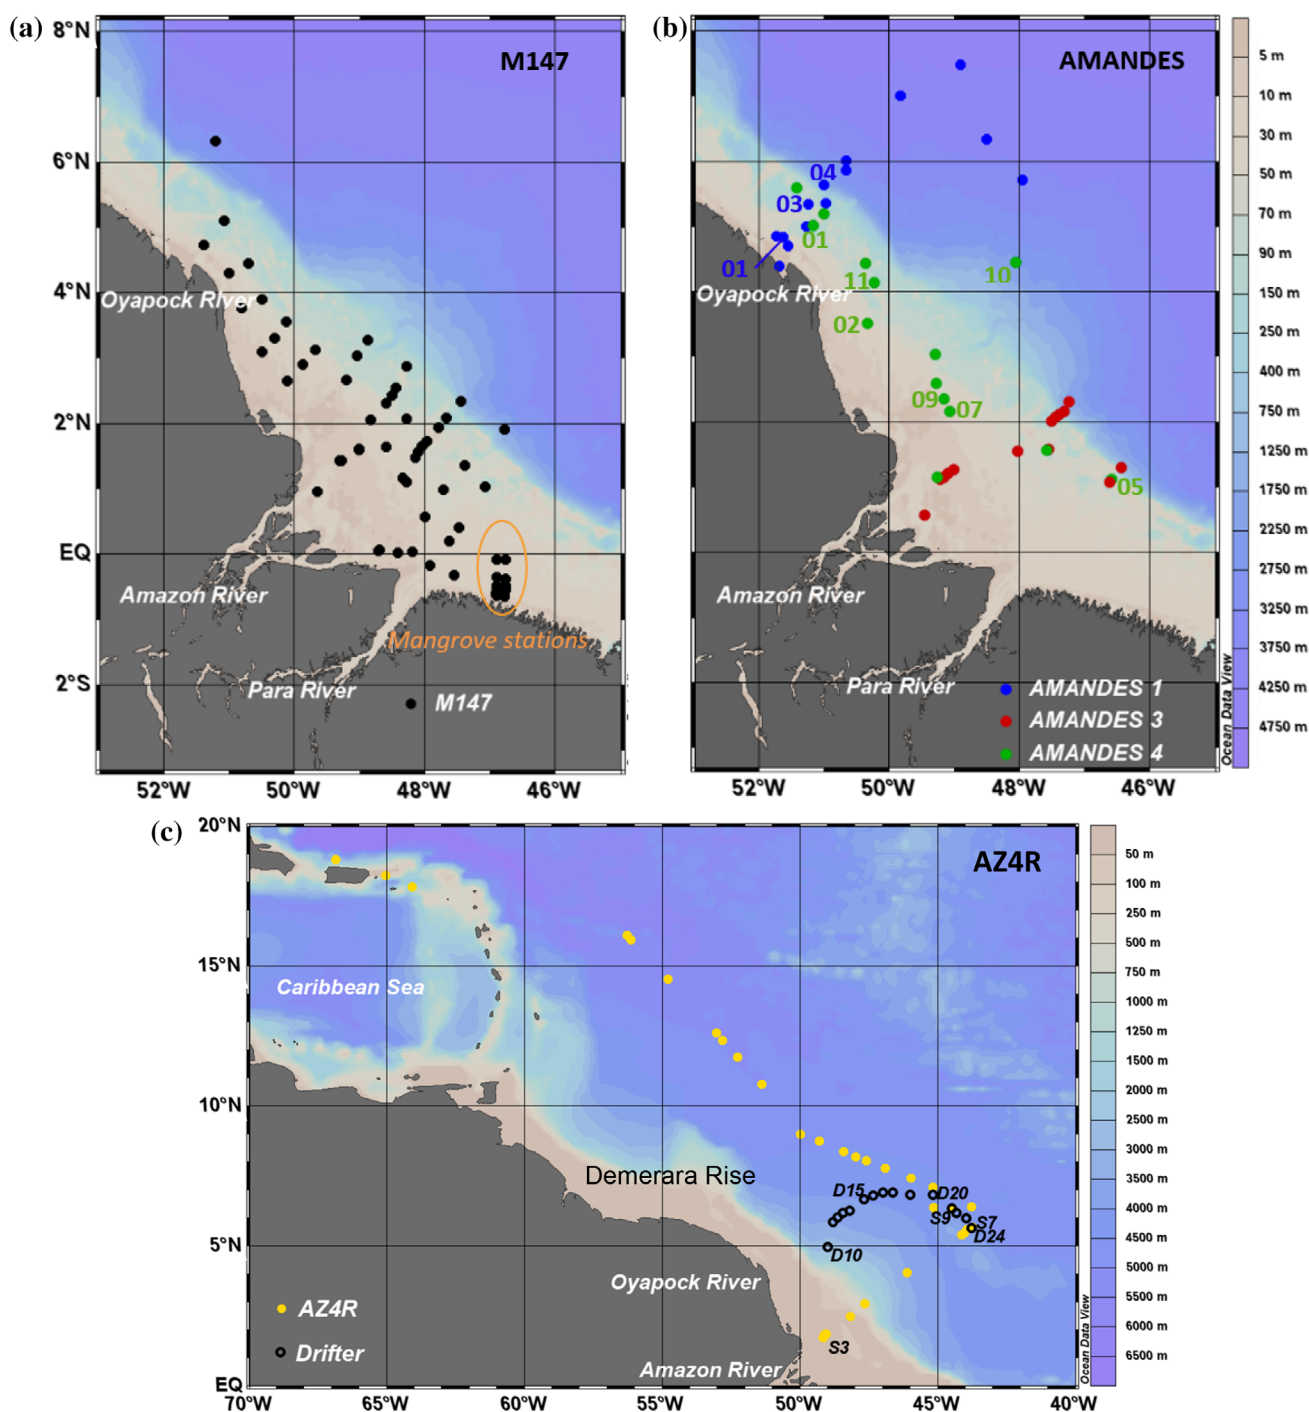 (a)
M147
8°N
6°N
4°N
2°N
EQ
2°S
Oyapock River
Amazon River
Mangrove stations
Para River
M147
52°W 50°W 48°W 46°W
(b)
AMANDES
04
03
01
01
10
11
02
09
07
05
Oyapock River
Amazon River
Para River
AMANDES 1
AMANDES 3
AMANDES 4
52°W 50°W 48°W 46°W
5 m
10 m
30 m
50 m
70 m
90 m
150 m
250 m
400 m
750 m
1250 m
1750 m
2250 m
2750 m
3250 m
3750 m
4250 m
4750 m
Ocean Data View
(c)
AZ4R
20°N
15°N
10°N
5°N
EQ
Caribbean Sea
Demerara Rise
D15
D20
S9
S7
D24
D10
Oyapock River
S3
Amazon River
AZ4R
Drifter
70°W 65°W 60°W 55°W 50°W 45°W 40°W
50 m
100 m
250 m
500 m
750 m
1000 m
1250 m
1500 m
2000 m
2500 m
3000 m
3500 m
4000 m
4500 m
5000 m
5500 m
6000 m
6500 m
Ocean Data View